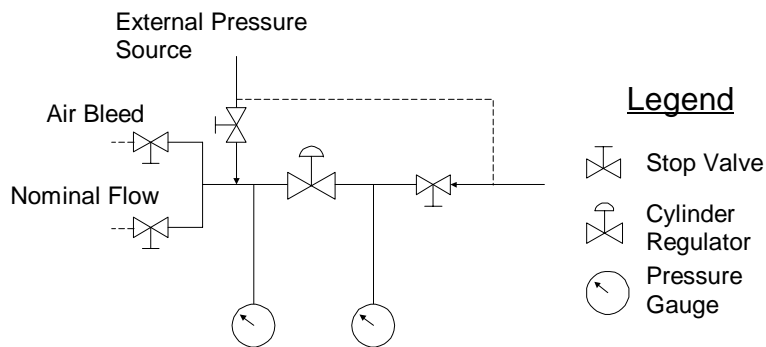 External Pressure
Source
Air Bleed
Nominal Flow
Legend
Stop Valve
Cylinder
Regulator
Pressure
Gauge